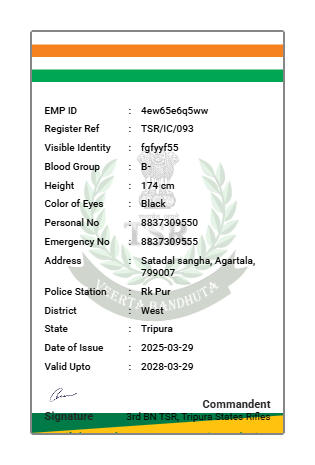 EMP ID : 4ew65e6q5ww
Register Ref : TSR/IC/093
Visible Identity : fgfyyf55
Blood Group : B-
Height : 174 cm
Color of Eyes : Black
Personal No : 8837309550
Emergency No : 8837309555
Address : Satadal sangha, Agartala,
799007
Police Station : Rk Pur
District : West
State : Tripura
Date of Issue : 2025-03-29
Valid Upto : 2028-03-29
TSR
VEERTA BANDHUTA
Commandent
Signature 3rd BN TSR, Tripura States Rifles